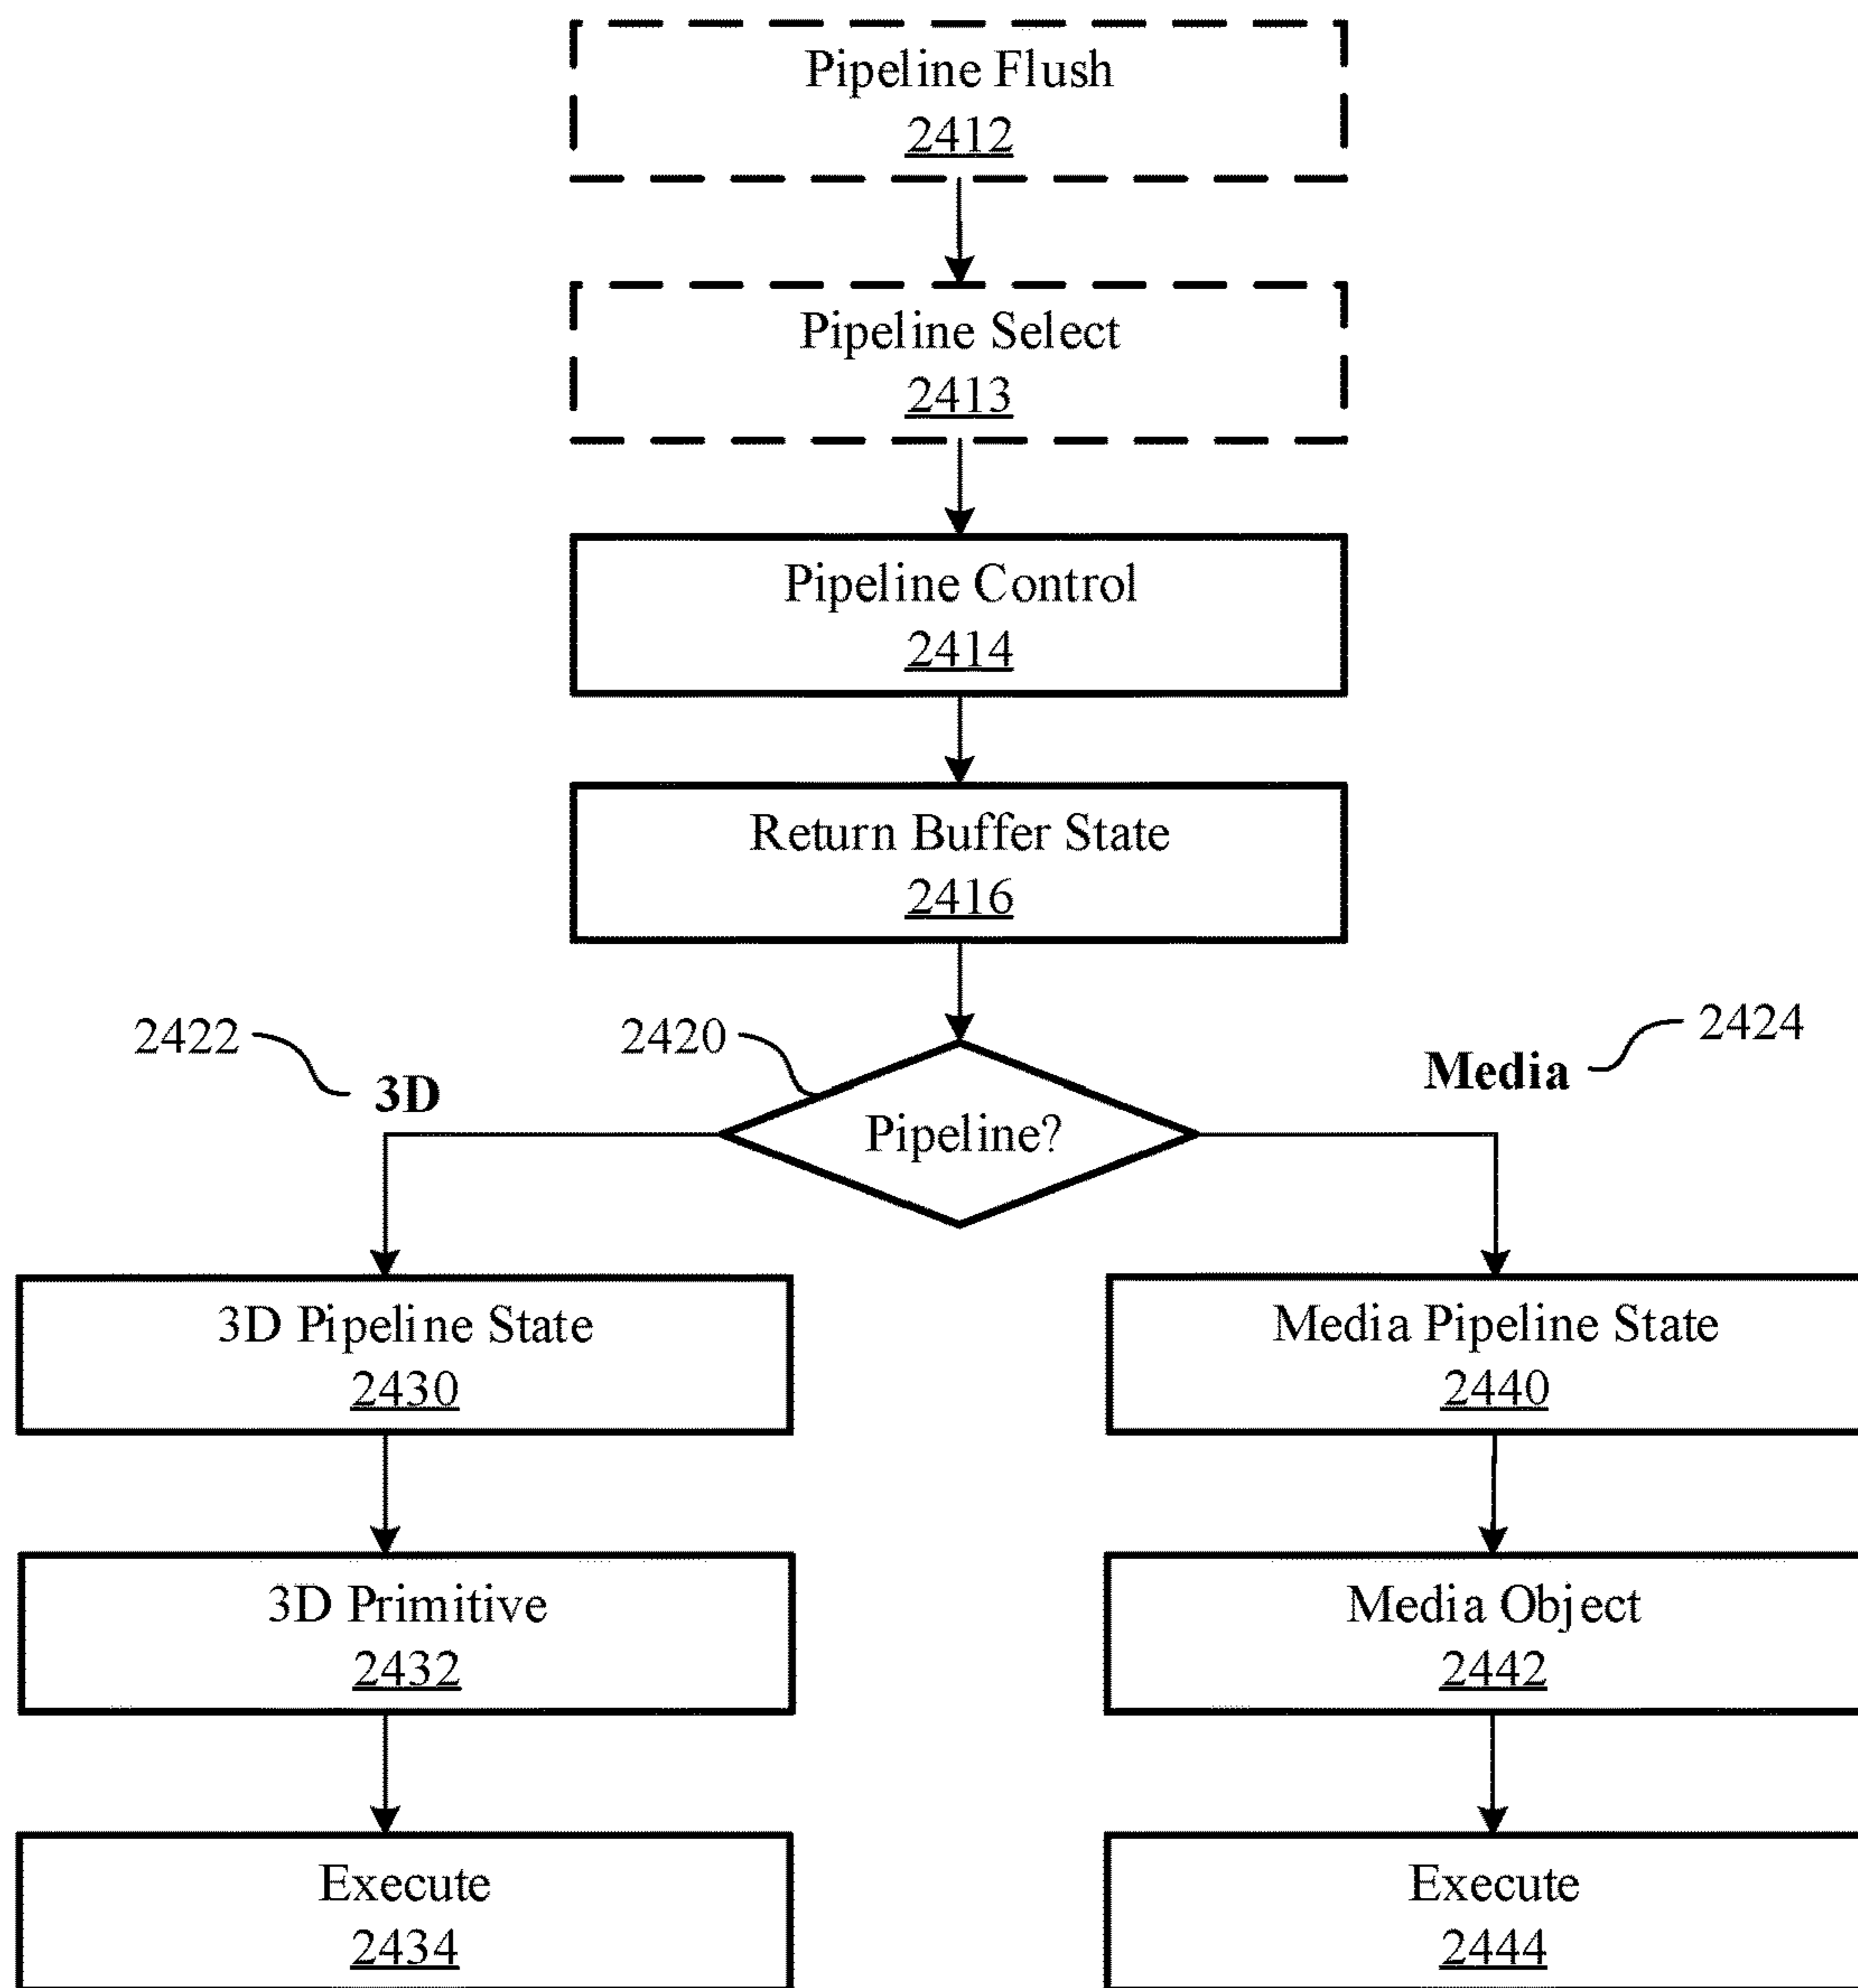 Pipeline Flush
2412
Pipeline Select
2413
Pipeline Control
2414
Return Buffer State
2416
2422
3D
2420
Pipeline?
Media
2424
3D Pipeline State
2430
3D Primitive
2432
Execute
2434
Media Pipeline State
2440
Media Object
2442
Execute
2444